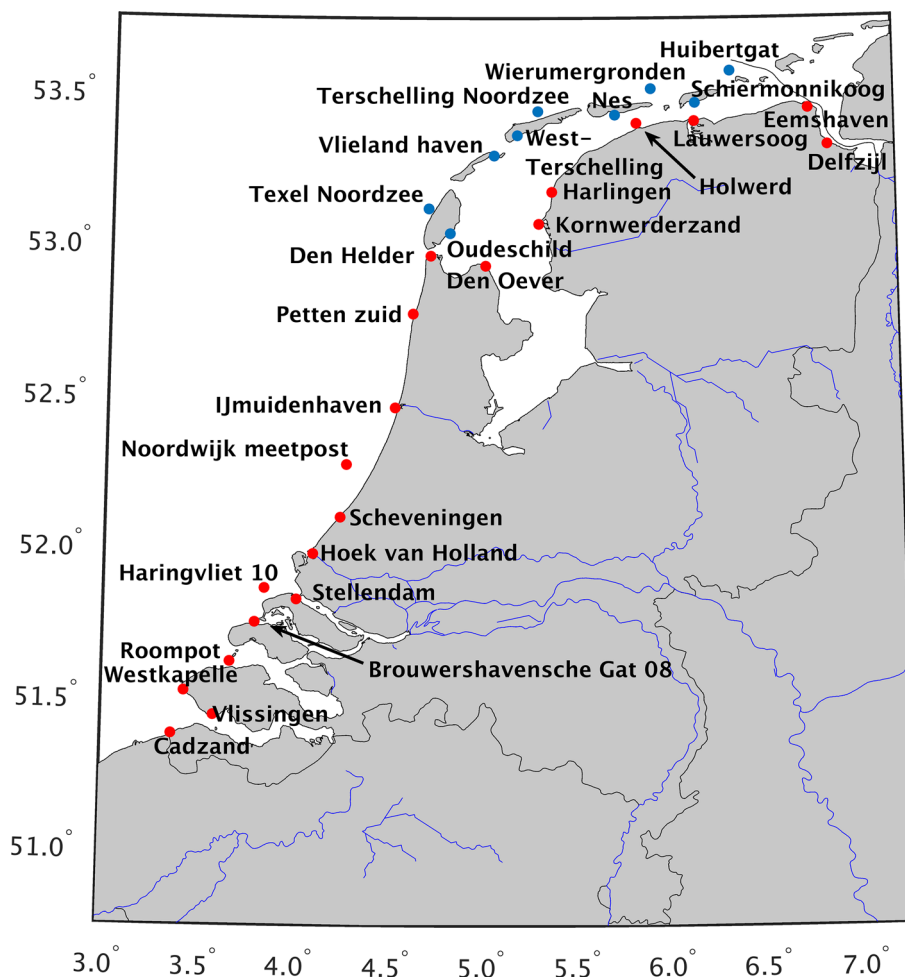 Huibertgat
53.5°
Wierumergronden
Schiermonnikoog
Terschelling Noordzee
Nes
Eemshaven
Vlieland haven
West-
Terschelling
Lauwersoog
Delfzijl
Holwerd
Texel Noordzee
Harlingen
53.0°
Kornwerderzand
Den Helder
Oudeschild
Den Oever
Petten zuid
52.5°
IJmuidenhaven
Noordwijk meetpost
Scheveningen
52.0°
Hoek van Holland
Haringvliet 10
Stellendam
Roompot
Brouwershavensche Gat 08
Westkapelle
51.5°
Vlissingen
Cadzand
51.0°
3.0° 3.5° 4.0° 4.5° 5.0° 5.5° 6.0° 6.5° 7.0°